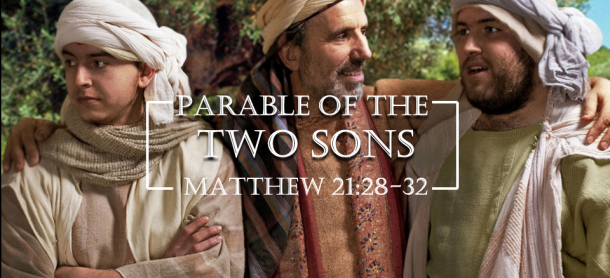 PARABLE OF THE
TWO SONS
MATTHEW 21:28-32